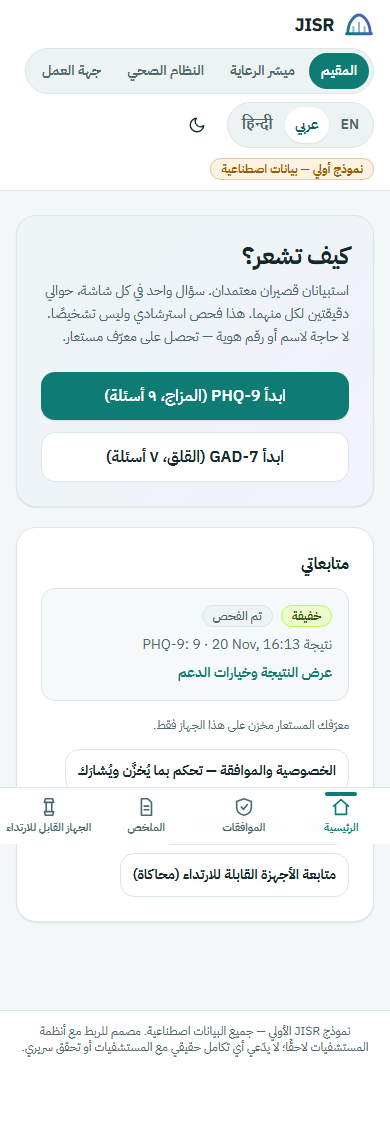 JISR
المقيم
ميسّر الرعاية
النظام الصحي
جهة العمل
EN
عربي
हिन्दी
نموذج أولي — بيانات اصطناعية
كيف تشعر؟
استبيانان قصيران معتمدان. سؤال واحد في كل شاشة، حوالي
دقيقتين لكل منهما. هذا فحص استرشادي وليس تشخيصًا.
لا حاجة لاسم أو رقم هوية — تحصل على معرّف مستعار.
ابدأ PHQ-9 (المزاج، ٩ أسئلة)
ابدأ GAD-7 (القلق، ٧ أسئلة)
متابعاتي
خفيفة
تم الفحص
نتيجة PHQ-9: 9 · 20 Nov, 16:13
عرض النتيجة وخيارات الدعم
معرّفك المستعار مخزن على هذا الجهاز فقط.
الخصوصية والموافقة — تحكم بما يُخزَّن ويُشارَك
الرئيسية
الموافقات
الملخص
الجهاز القابل للارتداء
متابعة الأجهزة القابلة للارتداء (محاكاة)
نموذج JISR الأولي — جميع البيانات اصطناعية. مصمم للربط مع أنظمة
المستشفيات لاحقًا؛ لا يدّعي أي تكامل حقيقي مع المستشفيات أو تحقق سريري.